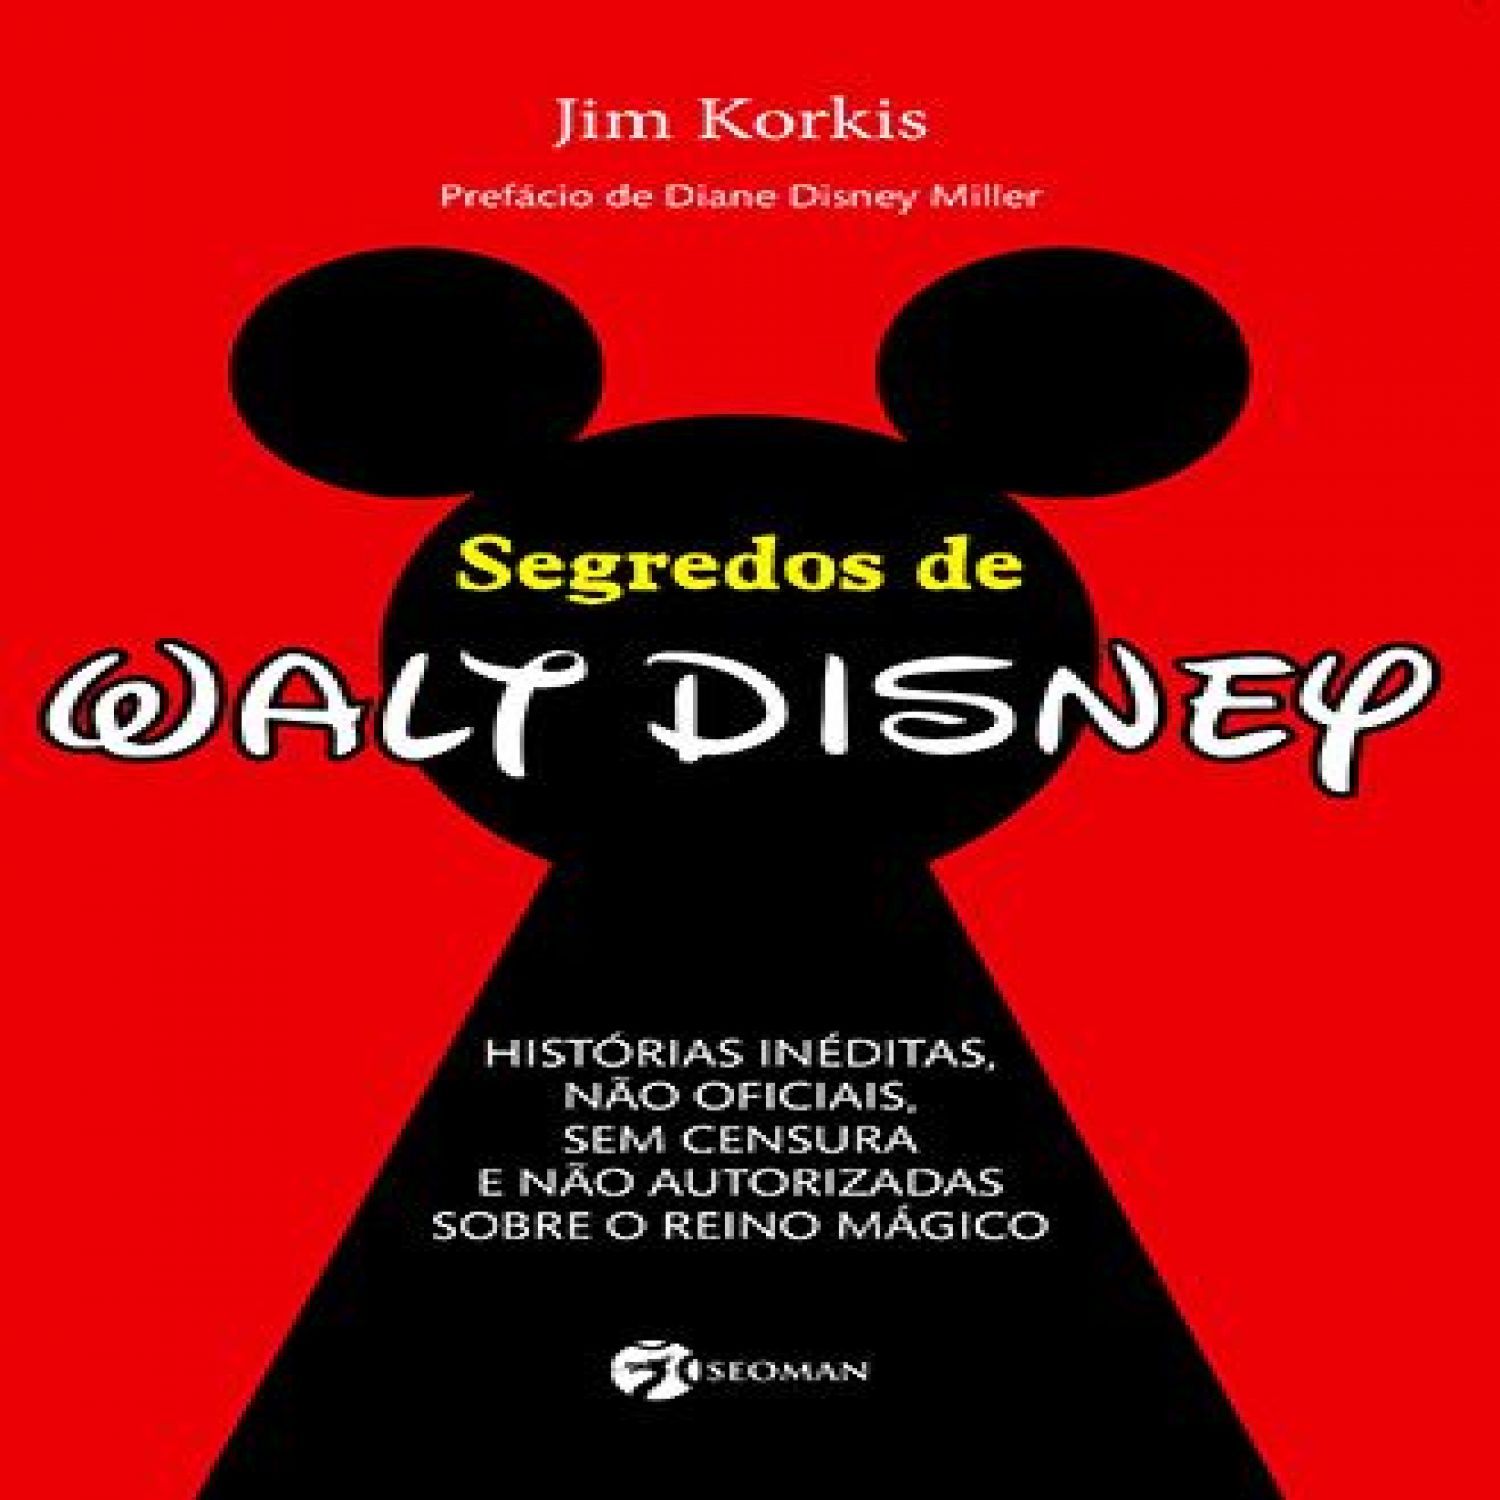 Jim Korkis
Prefácio de Diane Disney Miller
Segredos de
WALT DISNEY
HISTÓRIAS INÉDITAS,
NÃO OFICIAIS,
SEM CENSURA
E NÃO AUTORIZADAS
SOBRE O REINO MÁGICO
SEOMAN